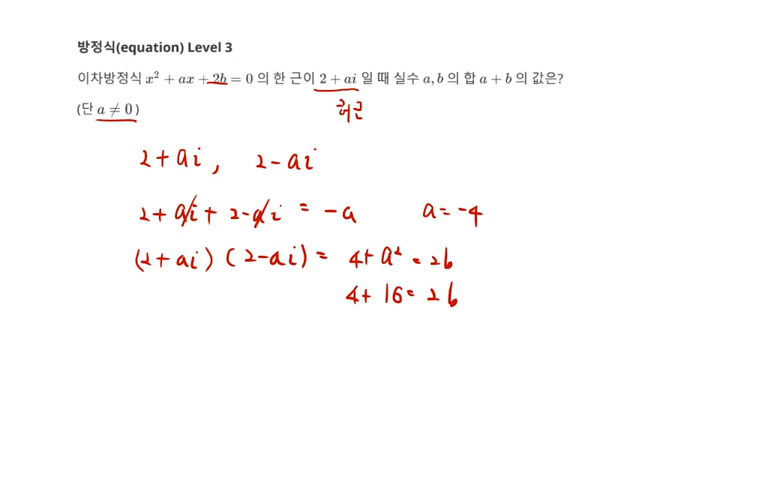 방정식(equation) Level 3
이차방정식 x² + ax + 2b = 0 의 한 근이 2 + ai 일 때 실수 a, b 의 합 a + b 의 값은?
(단 a ≠ 0 )
허근
2 + ai , 2 - ai
2 + ai + 2 - ai = -a a = -4
(2 + ai) (2 - ai) = 4 + a² = 2b
4 + 16 = 2b